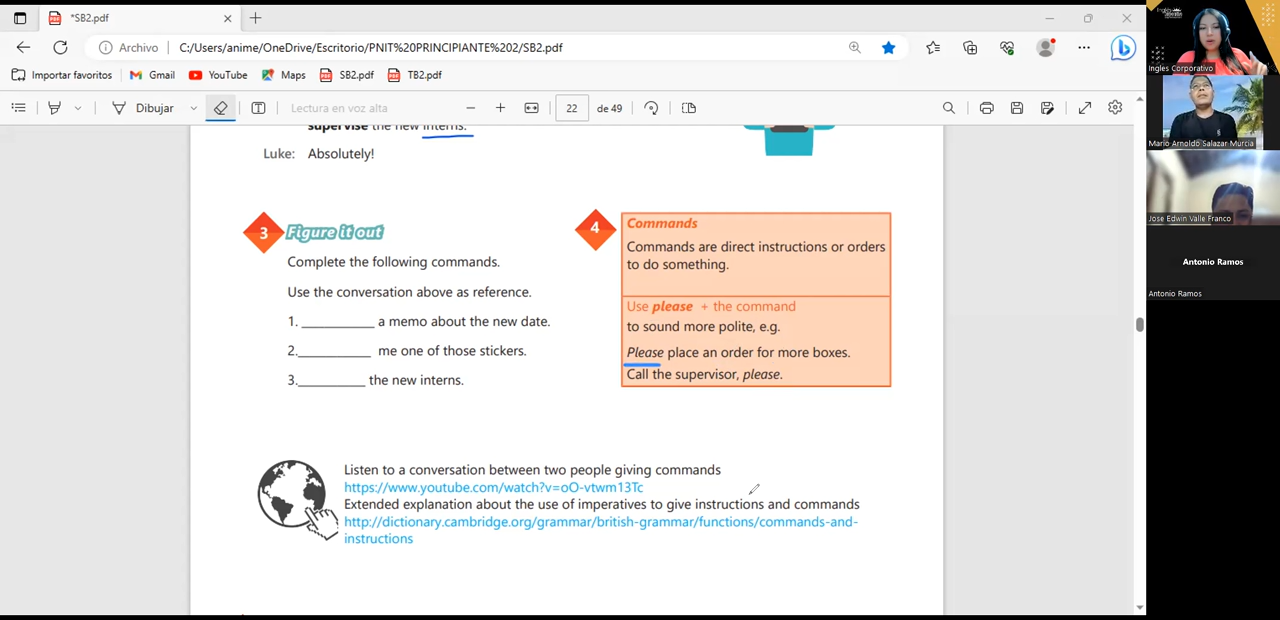 *SB2.pdf
Archivo
C:/Users/anime/OneDrive/Escritorio/PNIT%20PRINCIPIANTE%202/SB2.pdf
Importar favoritos
Gmail
YouTube
Maps
SB2.pdf
TB2.pdf
Dibujar
Lectura en voz alta
22
de 49
supervise the new interns.
Luke: Absolutely!
3 Figure it out
Complete the following commands.
Use the conversation above as reference.
1. __________ a memo about the new date.
2.__________ me one of those stickers.
3.__________ the new interns.
4 Commands
Commands are direct instructions or orders
to do something.
Use please + the command
to sound more polite, e.g.
Please place an order for more boxes.
Call the supervisor, please.
Listen to a conversation between two people giving commands
https://www.youtube.com/watch?v=oO-vtwm13Tc
Extended explanation about the use of imperatives to give instructions and commands
http://dictionary.cambridge.org/grammar/british-grammar/functions/commands-and-
instructions
Ingles Corporativo
Mario Arnoldo Salazar Murcia
Jose Edwin Valle Franco
Antonio Ramos
Antonio Ramos